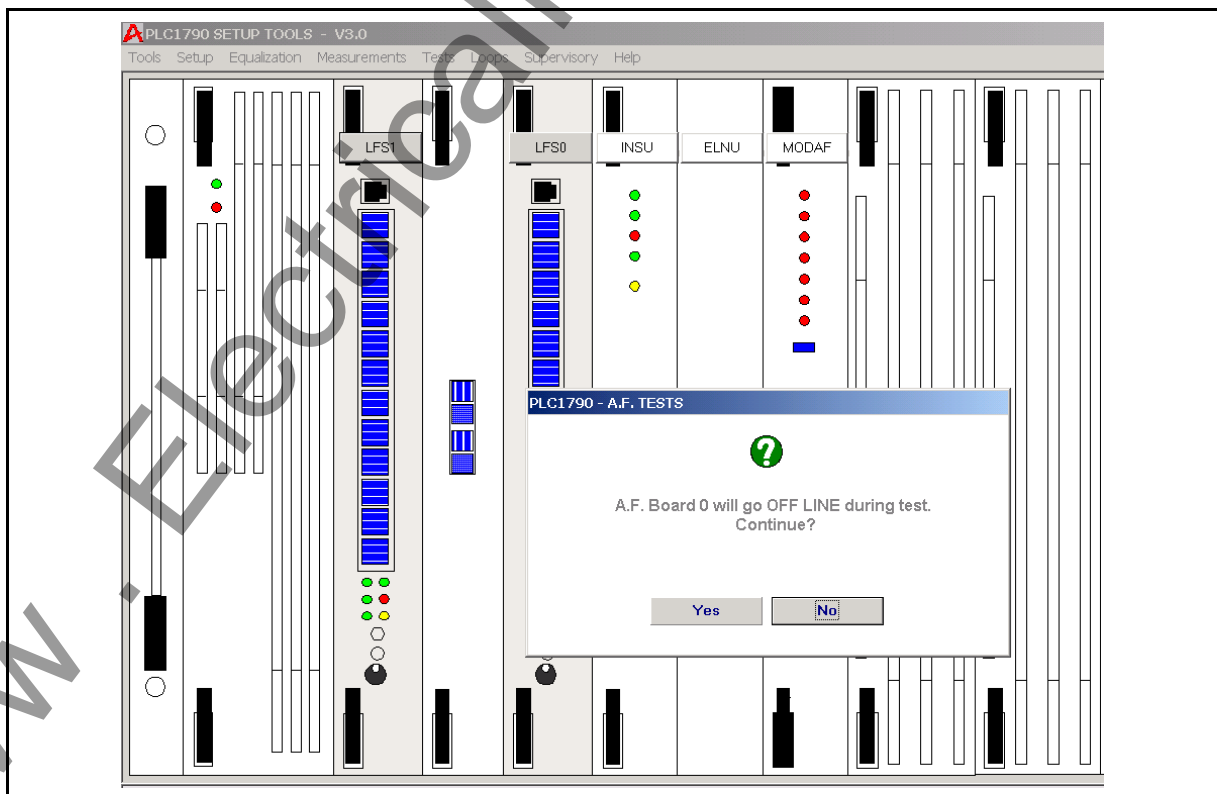 PLC1790 SETUP TOOLS - V3.0
Tools Setup Equalization Measurements Tests Loops Supervisory Help
LFS1 LFS0 INSU ELNU MODAF
PLC1790 - A.F. TESTS
A.F. Board 0 will go OFF LINE during test.
Continue?
Yes No
w . Electrical